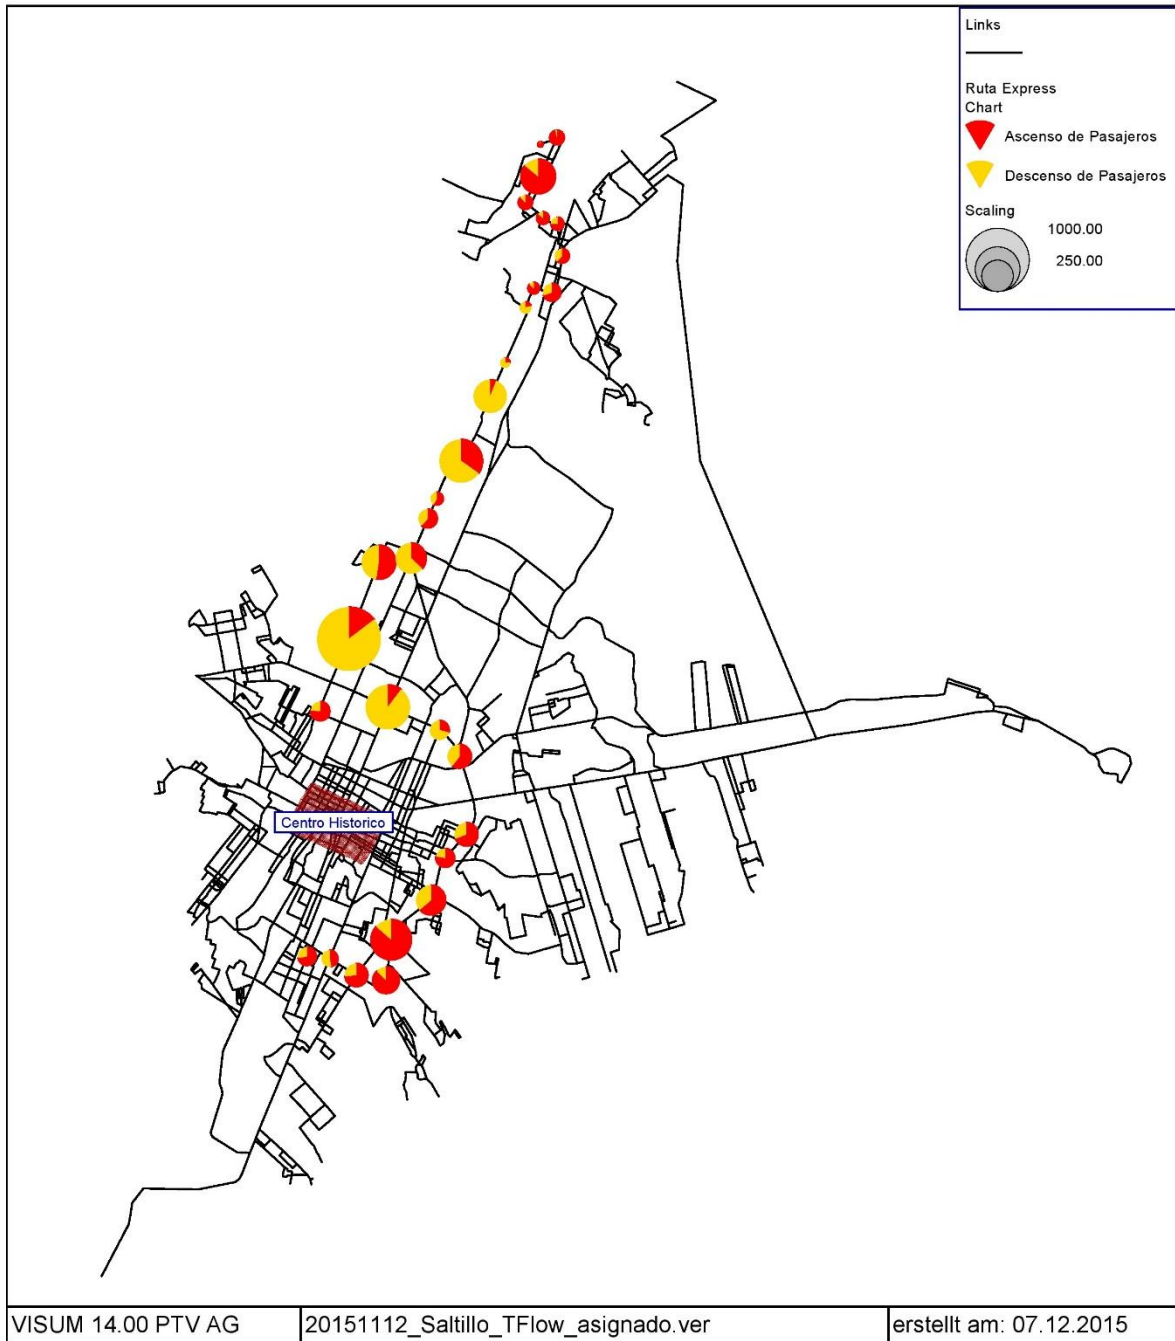 Links
Ruta Express
Chart
Ascenso de Pasajeros
Descenso de Pasajeros
Scaling
1000.00
250.00
Centro Historico
VISUM 14.00 PTV AG
20151112_Saltillo_TFlow_asignado.ver
erstellt am: 07.12.2015